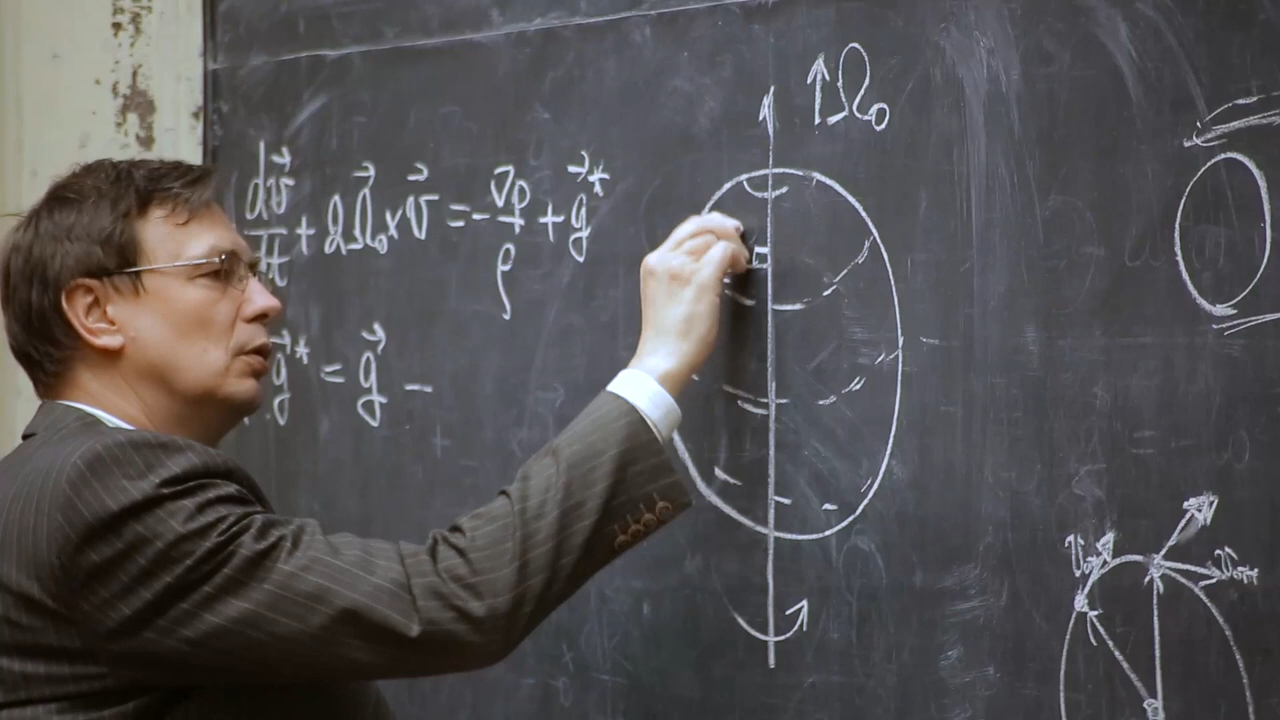 dv⃗/dt + 2Ω⃗₀×v⃗ = -∇p/ρ + g⃗*
g⃗* = g⃗ –
↑Ω₀